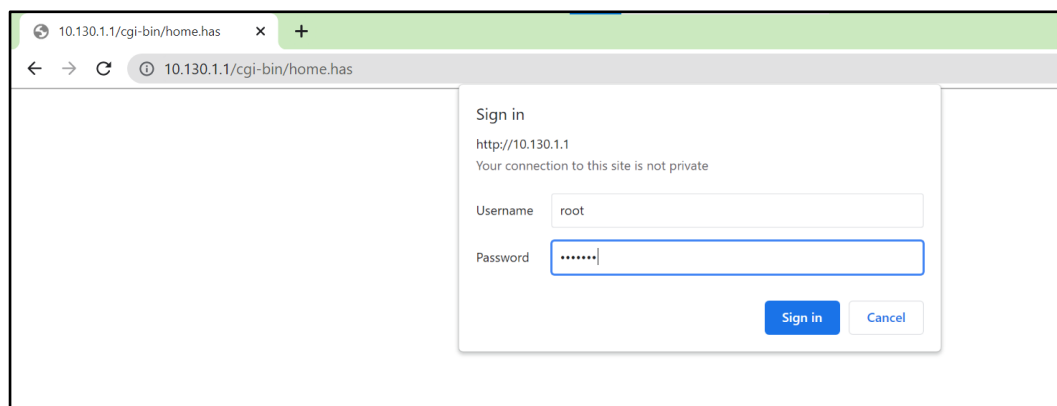 10.130.1.1/cgi-bin/home.has
10.130.1.1/cgi-bin/home.has
Sign in
http://10.130.1.1
Your connection to this site is not private
Username root
Password •••••••
Sign in Cancel